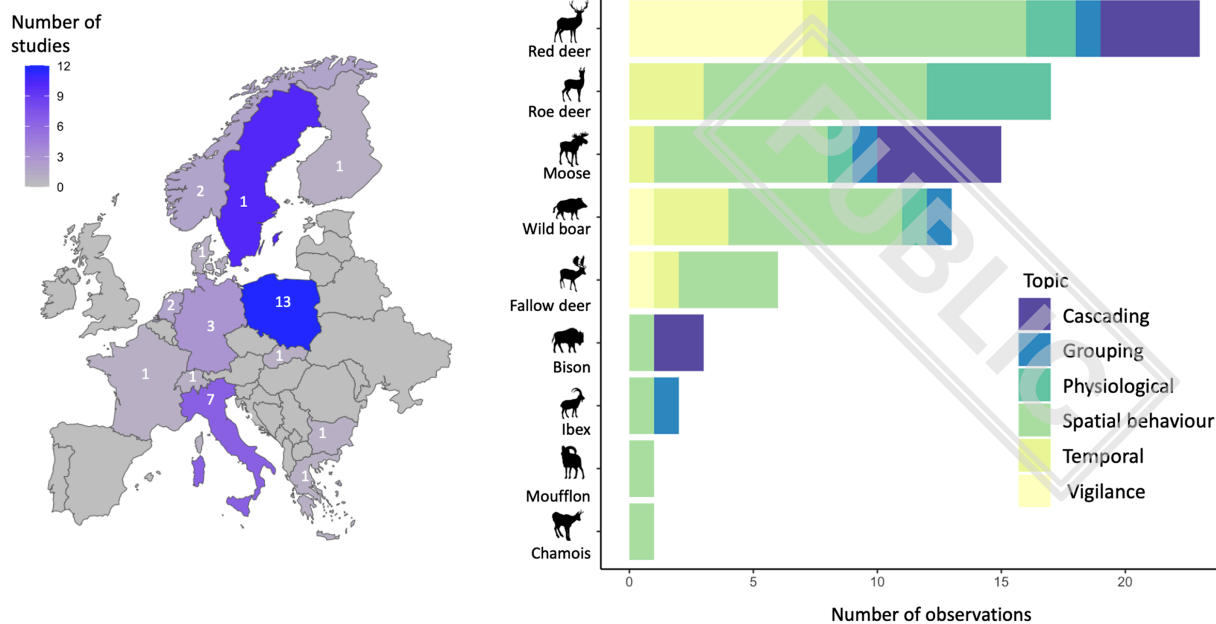 Number of
studies
12
9
6
3
0
1
2
1
1
2
3
13
1
1
1
7
1
1
Red deer
Roe deer
Moose
Wild boar
Fallow deer
Bison
Ibex
Moufflon
Chamois
0
5
10
15
20
Number of observations
Topic
Cascading
Grouping
Physiological
Spatial behaviour
Temporal
Vigilance
PUBLIC